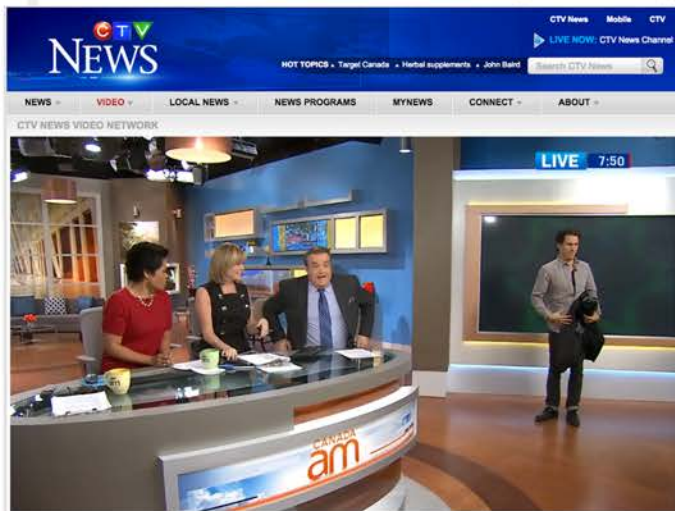 CTV News Mobile CTV
CTV
NEWS
LIVE NOW: CTV News Channel
HOT TOPICS Target Canada Herbal supplements John Baird
Search CTV News
NEWS VIDEO LOCAL NEWS NEWS PROGRAMS MYNEWS CONNECT ABOUT
CTV NEWS VIDEO NETWORK
LIVE 7:50
CANADA
am